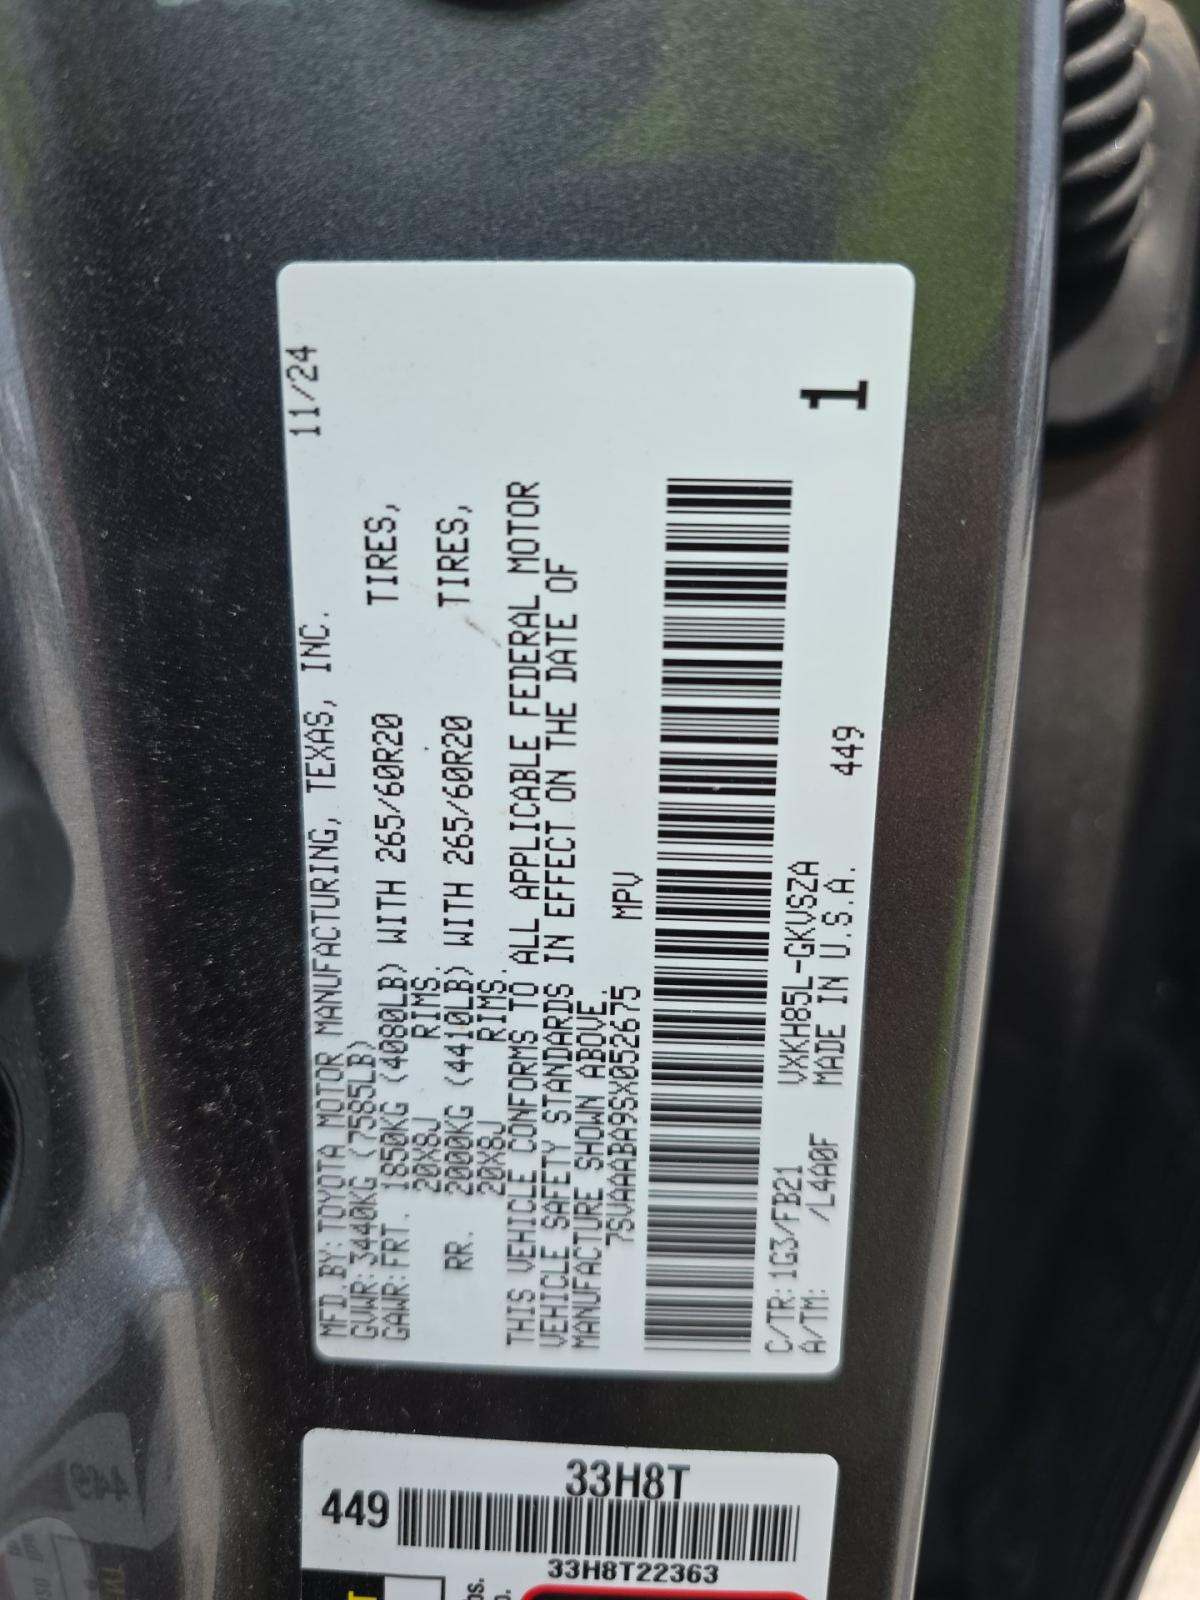 MFD.BY:TOYOTA MOTOR MANUFACTURING, TEXAS, INC. 11/24
GVWR:3440KG (7585LB)
GAWR:FRT. 1850KG (4080LB) WITH 265/60R20 TIRES,
20X8J RIMS.
RR. 2000KG (4410LB) WITH 265/60R20 TIRES,
20X8J RIMS.
THIS VEHICLE CONFORMS TO ALL APPLICABLE FEDERAL MOTOR
VEHICLE SAFETY STANDARDS IN EFFECT ON THE DATE OF
MANUFACTURE SHOWN ABOVE.
7SVAAABA9SX052675 MPV
C/TR:1G3/FB21 VXKH85L-GKVSZA 1
A/TM: /L4A0F MADE IN U.S.A. 449
33H8T
449
33H8T22363